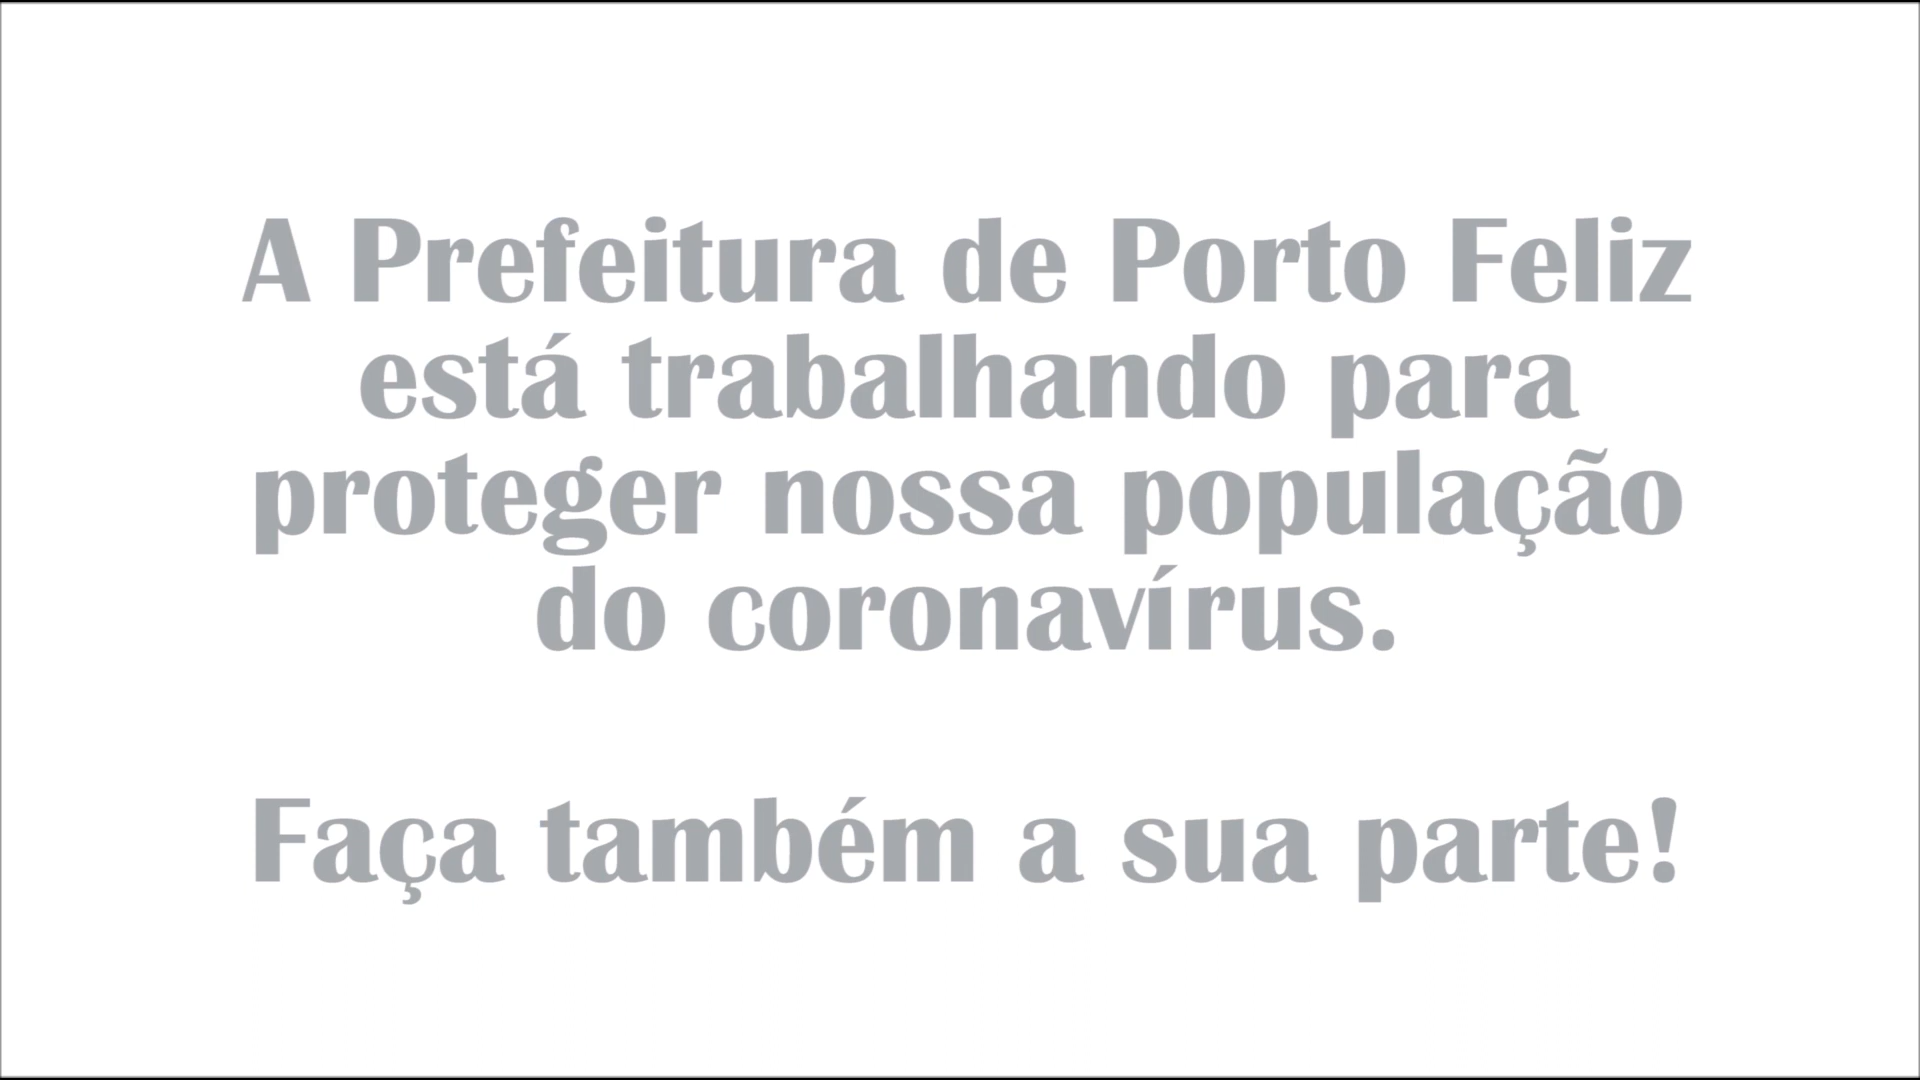 A Prefeitura de Porto Feliz
está trabalhando para
proteger nossa população
do coronavírus.
Faça também a sua parte!